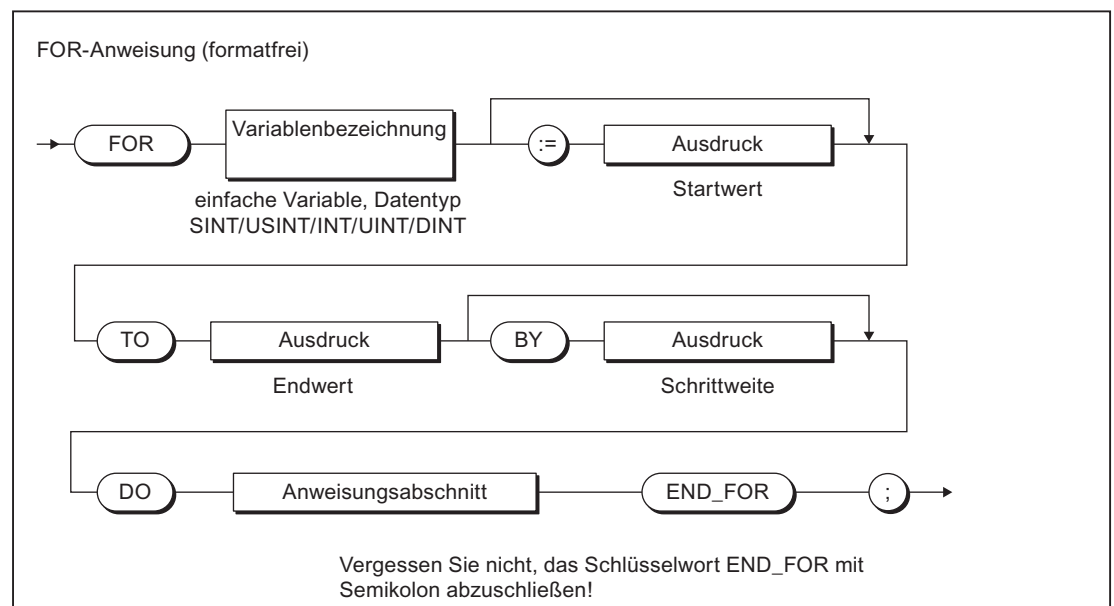 FOR-Anweisung (formatfrei)
FOR
Variablenbezeichnung
:=
Ausdruck
einfache Variable, Datentyp
SINT/USINT/INT/UINT/DINT
Startwert
TO
Ausdruck
BY
Ausdruck
Endwert
Schrittweite
DO
Anweisungsabschnitt
END_FOR
;
Vergessen Sie nicht, das Schlüsselwort END_FOR mit
Semikolon abzuschließen!